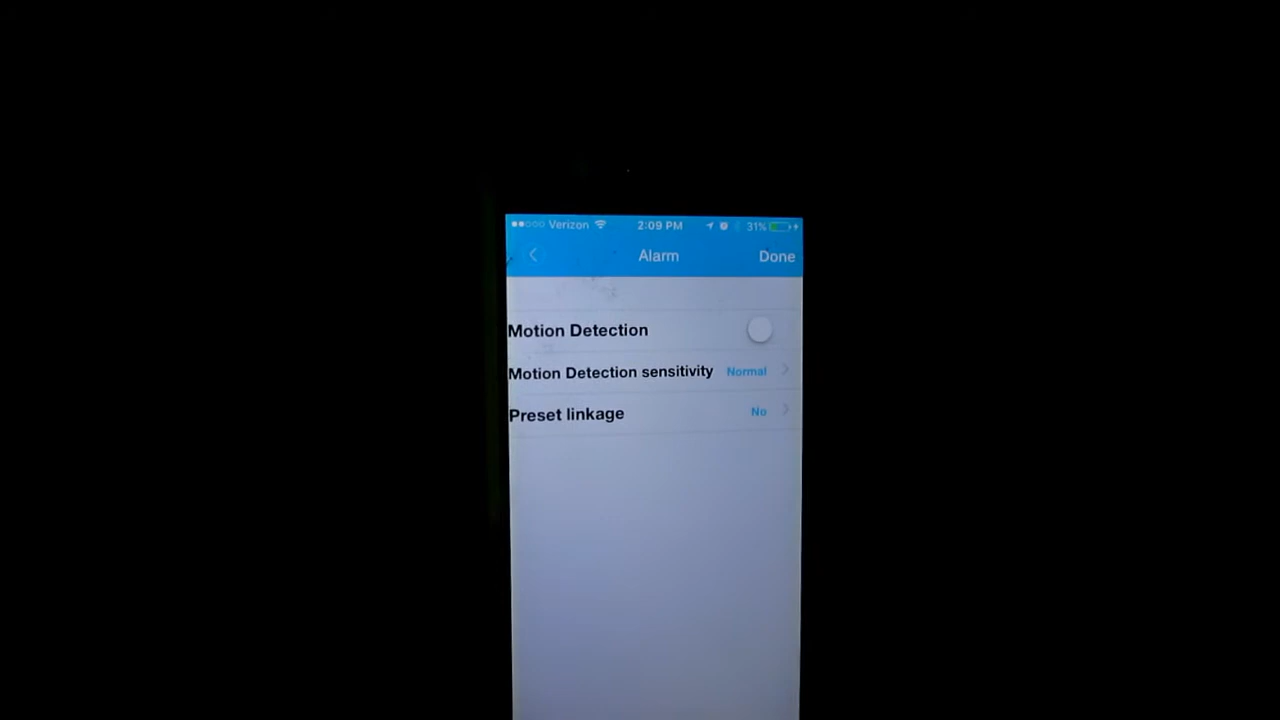 Verizon 2:09 PM 31%
Alarm Done
Motion Detection
Motion Detection sensitivity Normal
Preset linkage No